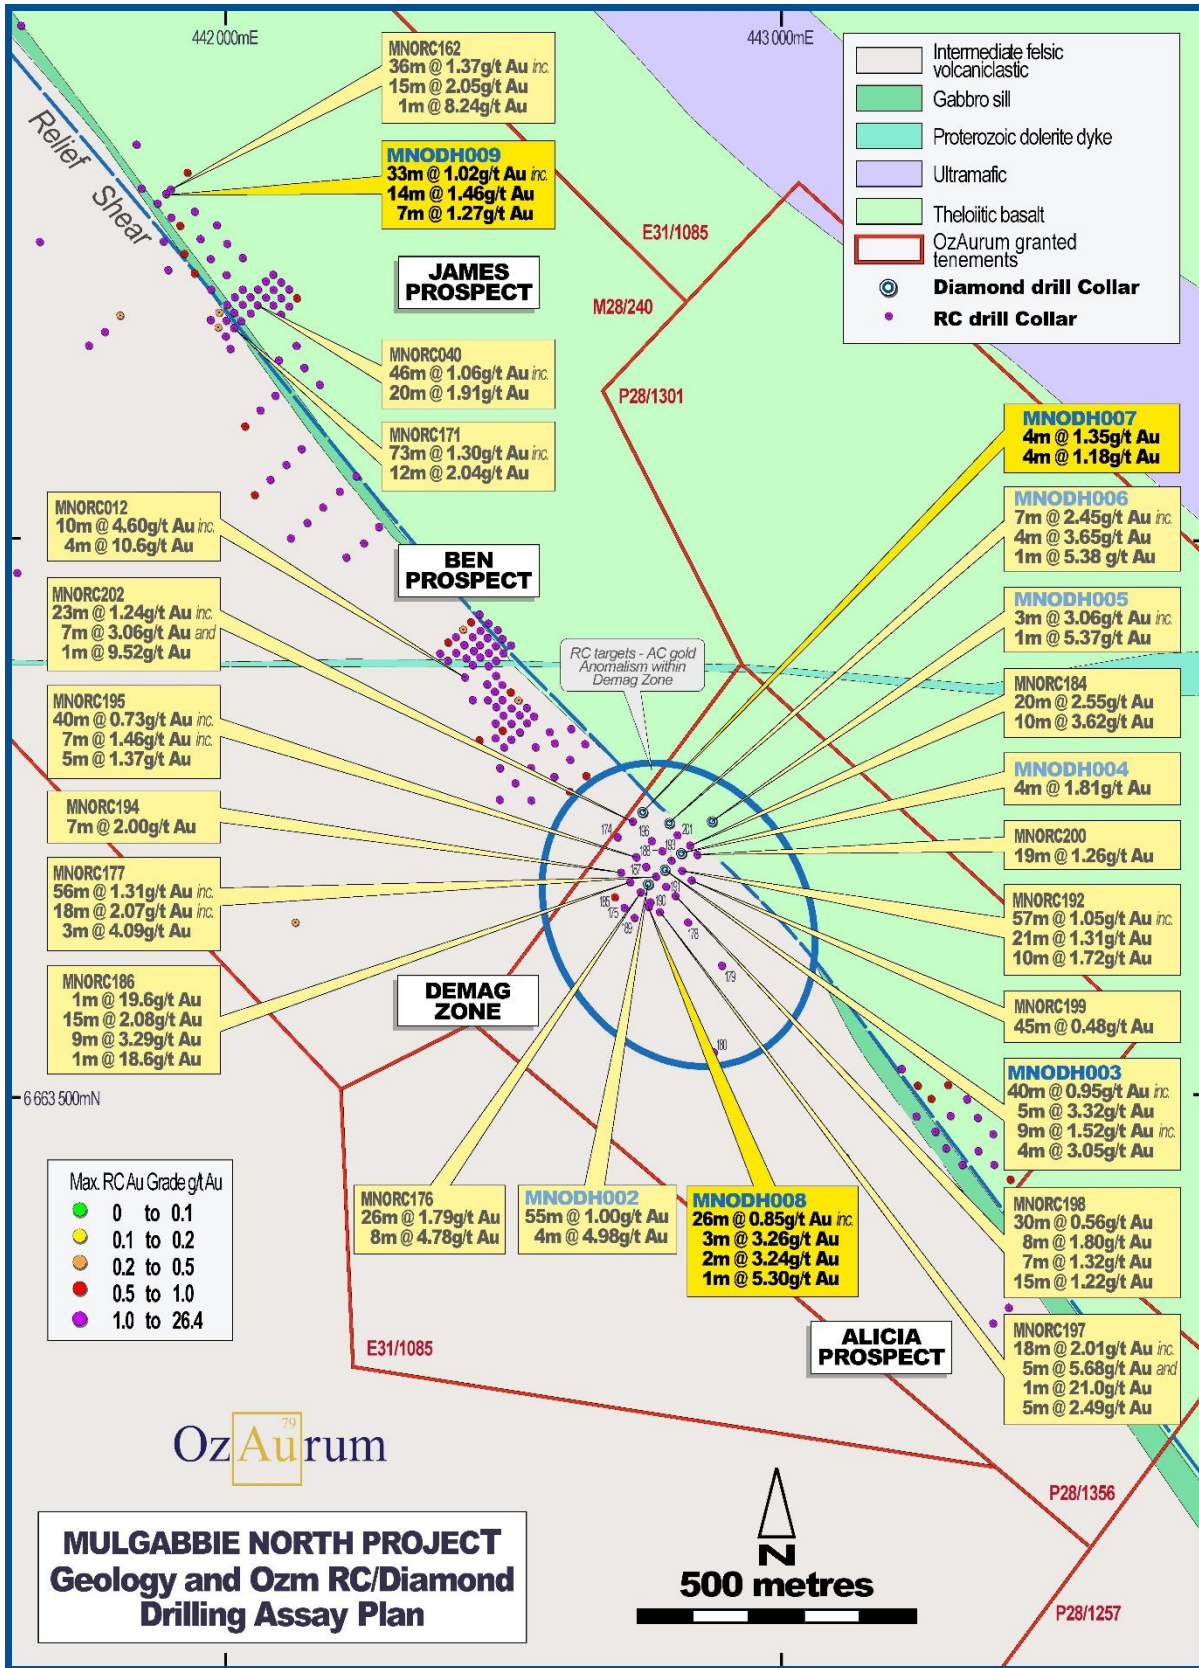 442 000mE
443 000mE
Intermediate felsic
volcaniclastic
Gabbro sill
Proterozoic dolerite dyke
Ultramafic
Theloiitic basalt
OzAurum granted
tenements
Diamond drill Collar
RC drill Collar
MNORC162
36m @ 1.37g/t Au inc.
15m @ 2.05g/t Au
1m @ 8.24g/t Au
MNODH009
33m @ 1.02g/t Au inc.
14m @ 1.46g/t Au
7m @ 1.27g/t Au
Relief Shear
JAMES
PROSPECT
E31/1085
M28/240
P28/1301
MNORC040
46m @ 1.06g/t Au inc.
20m @ 1.91g/t Au
MNORC171
73m @ 1.30g/t Au inc.
12m @ 2.04g/t Au
MNODH007
4m @ 1.35g/t Au
4m @ 1.18g/t Au
MNORC012
10m @ 4.60g/t Au inc.
4m @ 10.6g/t Au
MNODH006
7m @ 2.45g/t Au inc.
4m @ 3.65g/t Au
1m @ 5.38 g/t Au
BEN
PROSPECT
MNORC202
23m @ 1.24g/t Au inc.
7m @ 3.06g/t Au and
1m @ 9.52g/t Au
MNODH005
3m @ 3.06g/t Au inc.
1m @ 5.37g/t Au
RC targets - AC gold
Anomalism within
Demag Zone
MNORC184
20m @ 2.55g/t Au
10m @ 3.62g/t Au
MNORC195
40m @ 0.73g/t Au inc.
7m @ 1.46g/t Au inc.
5m @ 1.37g/t Au
MNODH004
4m @ 1.81g/t Au
MNORC194
7m @ 2.00g/t Au
MNORC200
19m @ 1.26g/t Au
174
196
201
193
188
187
191
185
175
190
189
178
179
180
MNORC177
56m @ 1.31g/t Au inc.
18m @ 2.07g/t Au inc.
3m @ 4.09g/t Au
MNORC192
57m @ 1.05g/t Au inc.
21m @ 1.31g/t Au
10m @ 1.72g/t Au
MNORC186
1m @ 19.6g/t Au
15m @ 2.08g/t Au
9m @ 3.29g/t Au
1m @ 18.6g/t Au
DEMAG
ZONE
MNORC199
45m @ 0.48g/t Au
MNODH003
40m @ 0.95g/t Au inc.
5m @ 3.32g/t Au
9m @ 1.52g/t Au inc.
4m @ 3.05g/t Au
6 663 500mN
Max. RC Au Grade g/t Au
0 to 0.1
0.1 to 0.2
0.2 to 0.5
0.5 to 1.0
1.0 to 26.4
MNORC176
26m @ 1.79g/t Au
8m @ 4.78g/t Au
MNODH002
55m @ 1.00g/t Au
4m @ 4.98g/t Au
MNODH008
26m @ 0.85g/t Au inc.
3m @ 3.26g/t Au
2m @ 3.24g/t Au
1m @ 5.30g/t Au
MNORC198
30m @ 0.56g/t Au
8m @ 1.80g/t Au
7m @ 1.32g/t Au
15m @ 1.22g/t Au
MNORC197
18m @ 2.01g/t Au inc.
5m @ 5.68g/t Au and
1m @ 21.0g/t Au
5m @ 2.49g/t Au
ALICIA
PROSPECT
E31/1085
79
OzAurum
P28/1356
P28/1257
MULGABBIE NORTH PROJECT
Geology and Ozm RC/Diamond
Drilling Assay Plan
N
500 metres